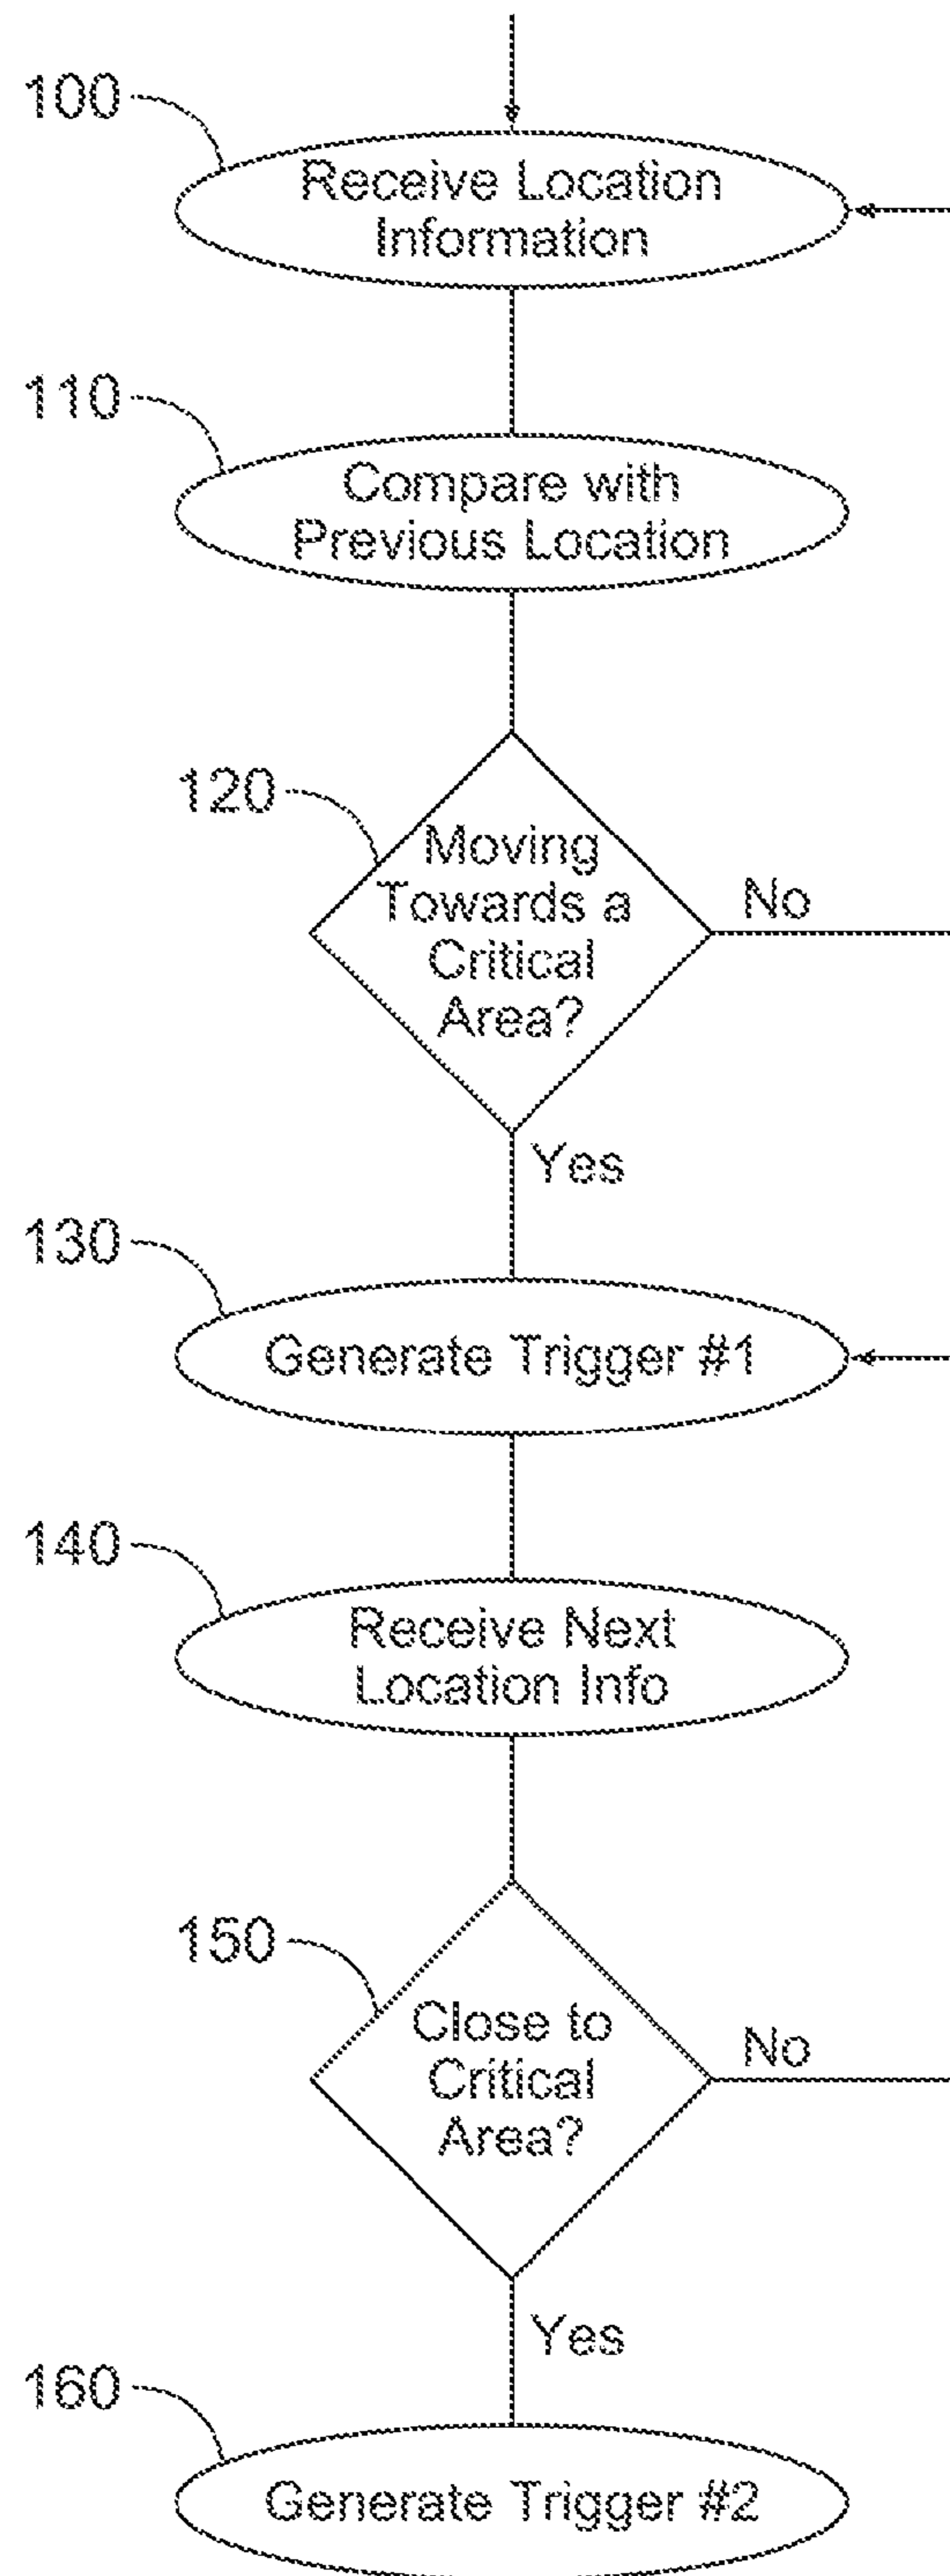 100
Receive Location
Information
110
Compare with
Previous Location
120
Moving
Towards a
Critical
Area?
No
Yes
130
Generate Trigger #1
140
Receive Next
Location Info
150
Close to
Critical
Area?
No
Yes
160
Generate Trigger #2